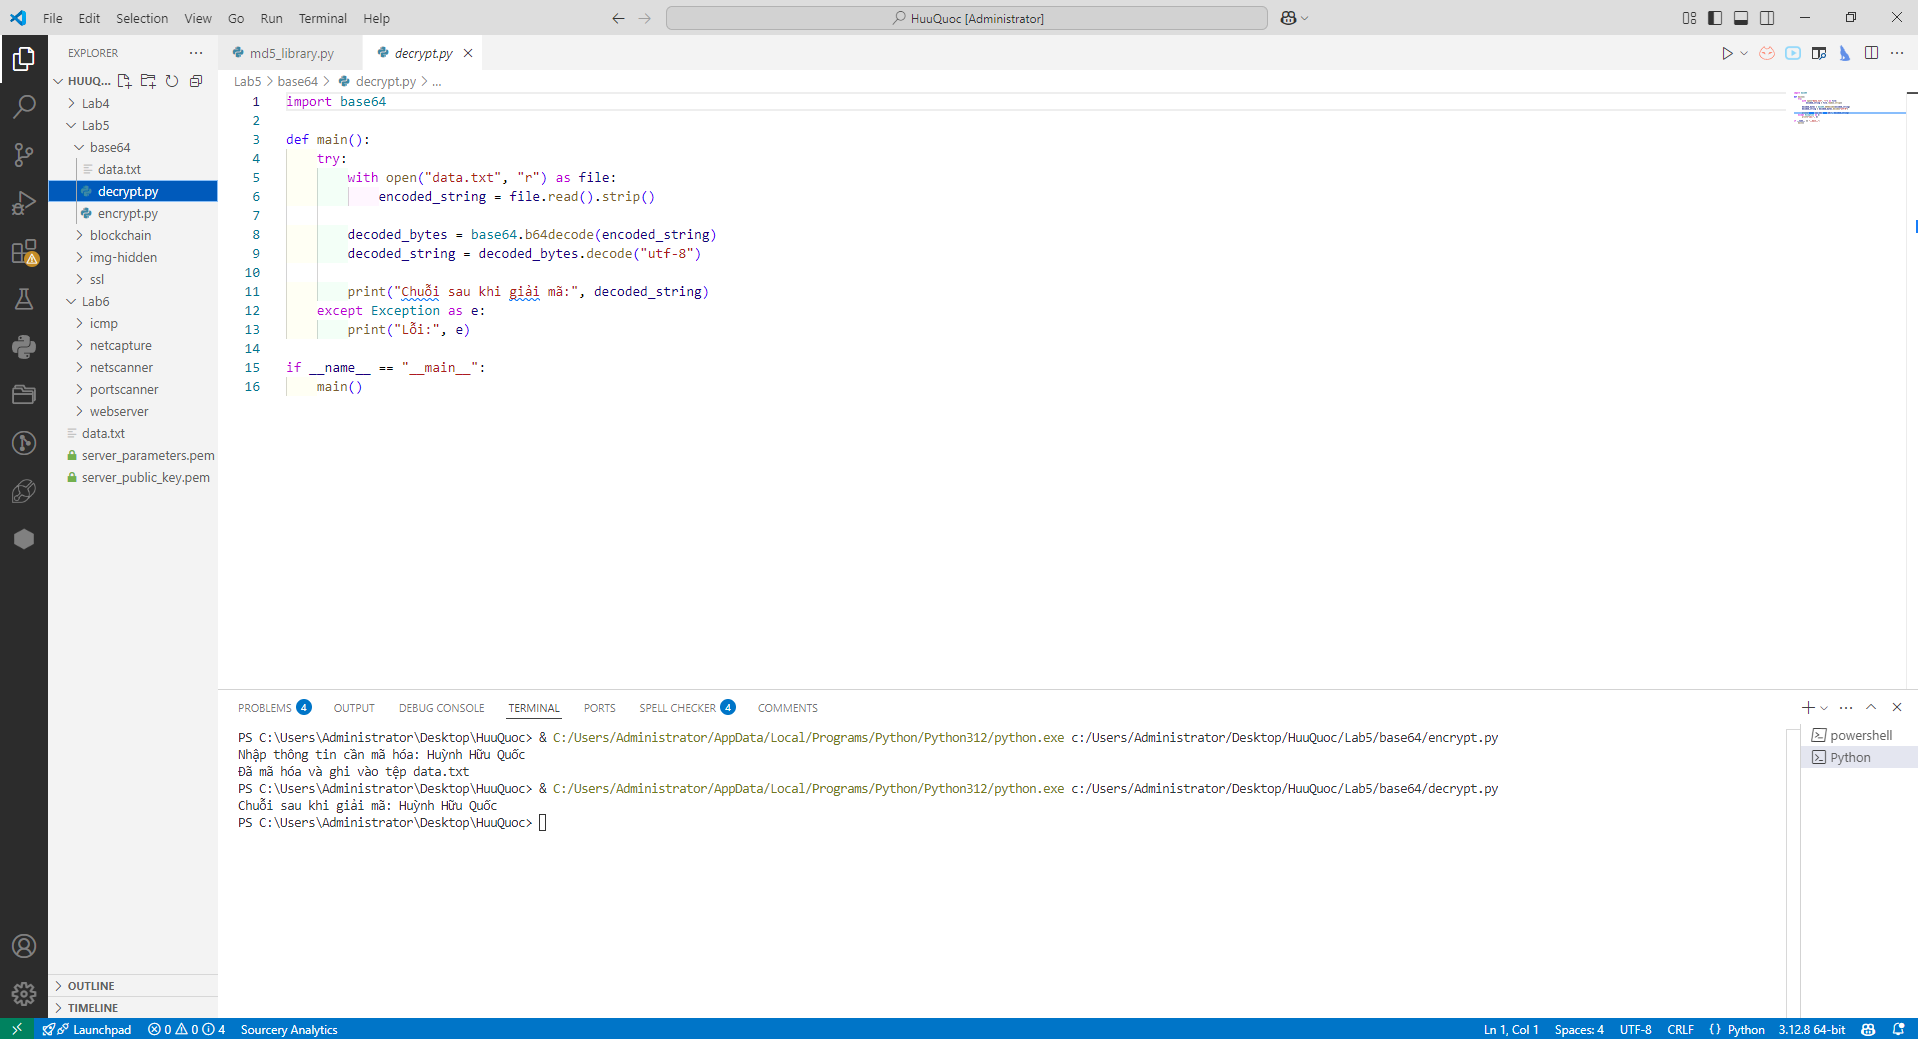 File Edit Selection View Go Run Terminal Help
HuuQuoc [Administrator]
EXPLORER
HUUQ...
Lab4
Lab5
base64
data.txt
decrypt.py
encrypt.py
blockchain
img-hidden
ssl
Lab6
icmp
netcapture
netscanner
portscanner
webserver
data.txt
server_parameters.pem
server_public_key.pem
OUTLINE
TIMELINE
md5_library.py
decrypt.py
Lab5 > base64 > decrypt.py > ...
1 import base64
2
3 def main():
4     try:
5         with open("data.txt", "r") as file:
6             encoded_string = file.read().strip()
7
8         decoded_bytes = base64.b64decode(encoded_string)
9         decoded_string = decoded_bytes.decode("utf-8")
10
11         print("Chuỗi sau khi giải mã:", decoded_string)
12     except Exception as e:
13         print("Lỗi:", e)
14
15 if __name__ == "__main__":
16     main()
PROBLEMS 4 OUTPUT DEBUG CONSOLE TERMINAL PORTS SPELL CHECKER 4 COMMENTS
PS C:\Users\Administrator\Desktop\HuuQuoc> & C:/Users/Administrator/AppData/Local/Programs/Python/Python312/python.exe c:/Users/Administrator/Desktop/HuuQuoc/Lab5/base64/encrypt.py
Nhập thông tin cần mã hóa: Huỳnh Hữu Quốc
Đã mã hóa và ghi vào tệp data.txt
PS C:\Users\Administrator\Desktop\HuuQuoc> & C:/Users/Administrator/AppData/Local/Programs/Python/Python312/python.exe c:/Users/Administrator/Desktop/HuuQuoc/Lab5/base64/decrypt.py
Chuỗi sau khi giải mã: Huỳnh Hữu Quốc
PS C:\Users\Administrator\Desktop\HuuQuoc>
powershell
Python
Launchpad 0 0 4 Sourcery Analytics
Ln 1, Col 1 Spaces: 4 UTF-8 CRLF {} Python 3.12.8 64-bit